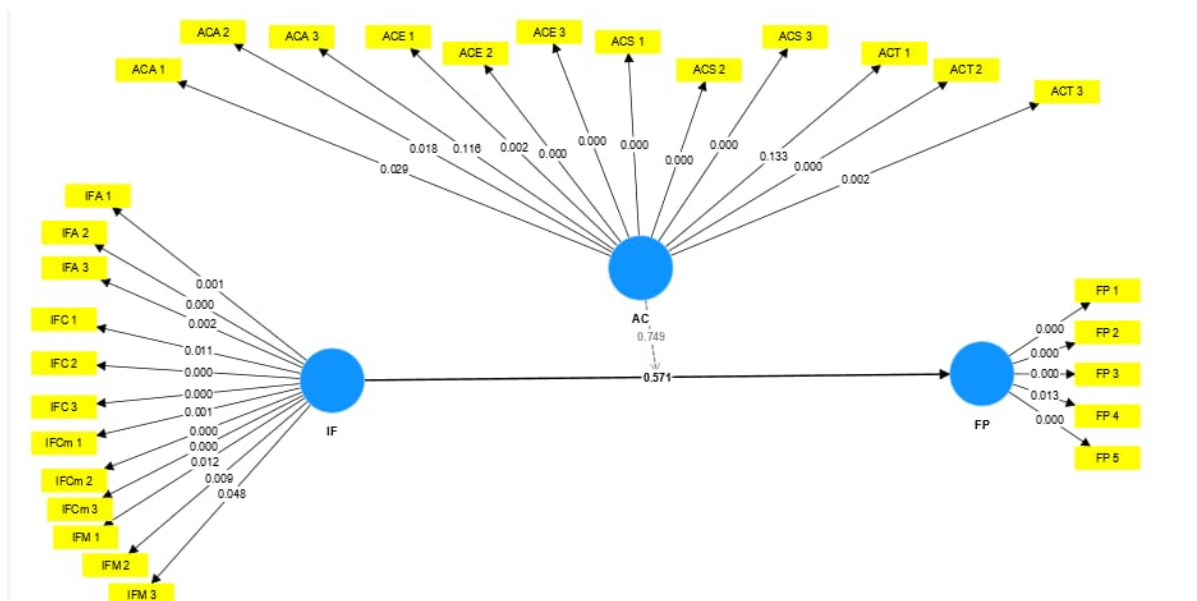 ACA 1
ACA 2
ACA 3
ACE 1
ACE 2
ACE 3
ACS 1
ACS 2
ACS 3
ACT 1
ACT 2
ACT 3
0.029
0.018
0.116
0.002
0.000
0.000
0.000
0.000
0.000
0.133
0.000
0.002
AC
0.749
IFA 1
IFA 2
IFA 3
IFC 1
IFC 2
IFC 3
IFCm 1
IFCm 2
IFCm 3
IFM 1
IFM 2
IFM 3
0.001
0.000
0.002
0.011
0.000
0.000
0.001
0.000
0.000
0.012
0.009
0.048
IF
0.571
FP
0.000
0.000
0.000
0.013
0.000
FP 1
FP 2
FP 3
FP 4
FP 5